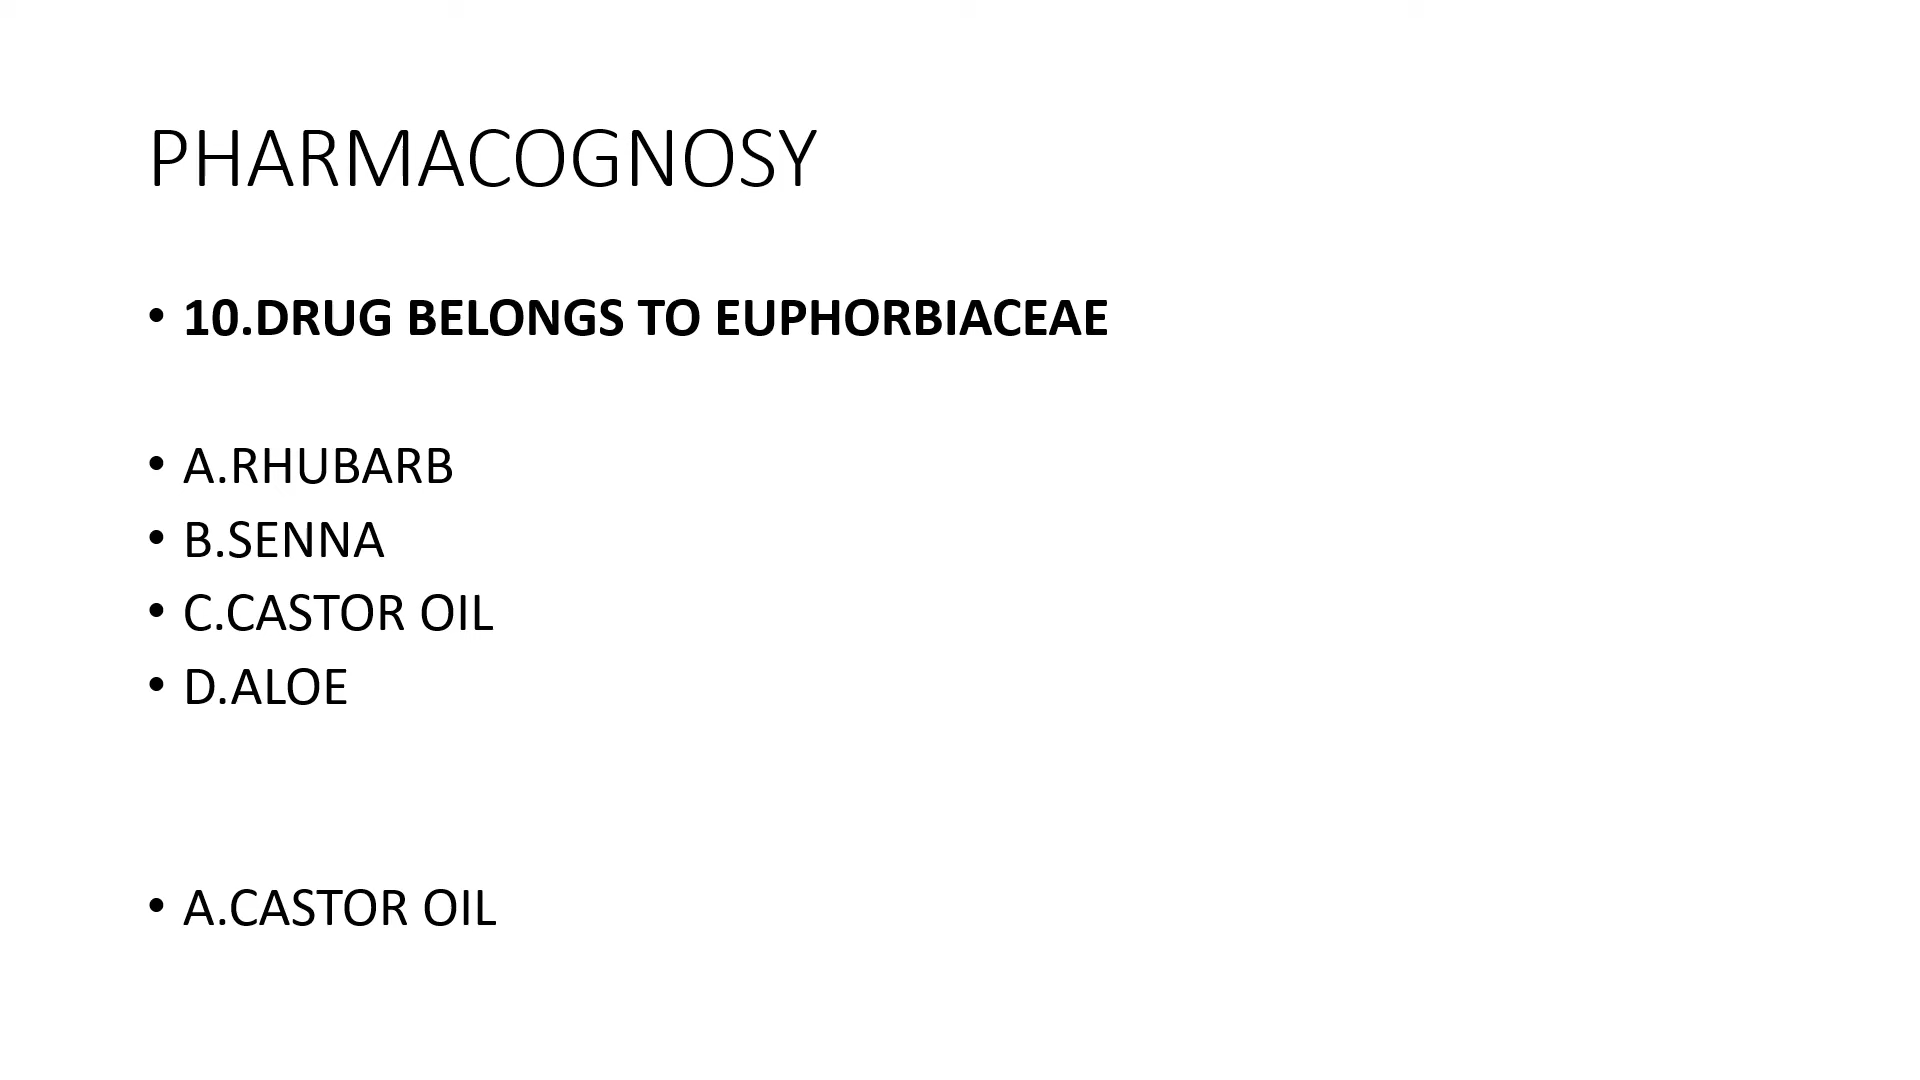 PHARMACOGNOSY
• 10.DRUG BELONGS TO EUPHORBIACEAE
• A.RHUBARB
• B.SENNA
• C.CASTOR OIL
• D.ALOE
• A.CASTOR OIL